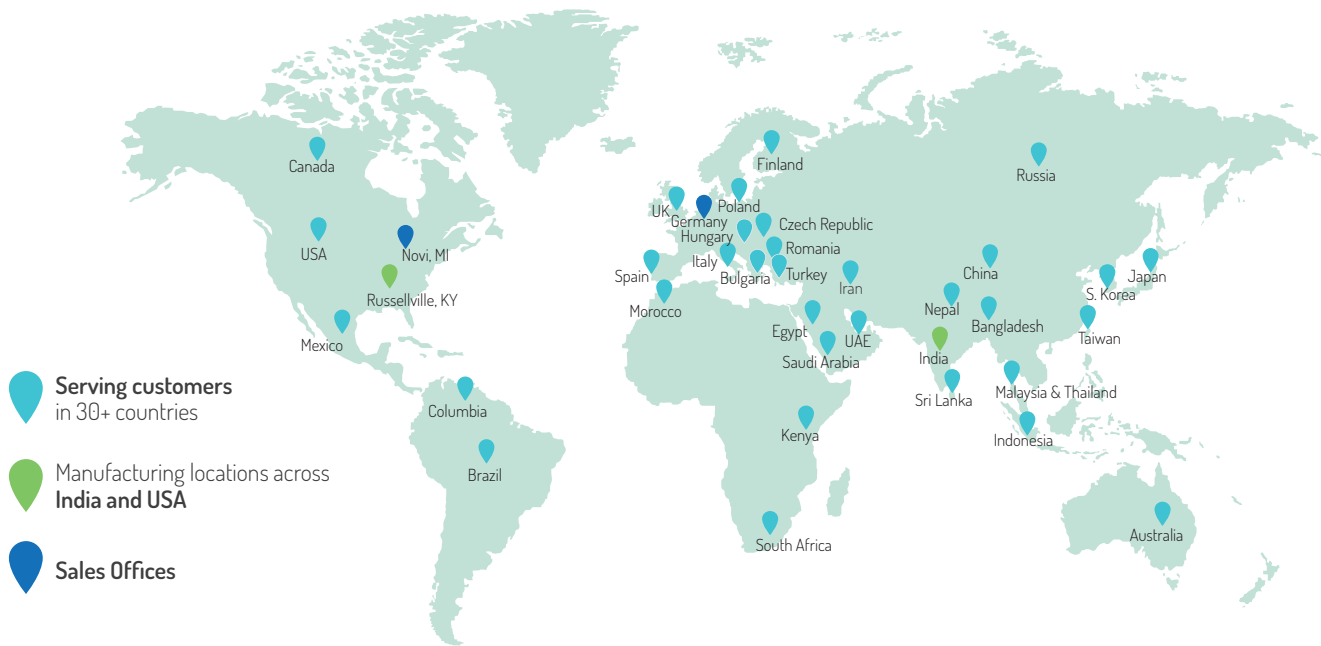 Canada
USA
Novi, MI
Russellville, KY
Mexico
Columbia
Brazil
Finland
Russia
UK
Germany
Poland
Hungary
Czech Republic
Italy
Romania
Spain
Bulgaria
Turkey
Iran
China
Japan
S. Korea
Morocco
Nepal
Egypt
UAE
Bangladesh
Taiwan
Saudi Arabia
India
Sri Lanka
Malaysia & Thailand
Kenya
Indonesia
South Africa
Australia
Serving customers
in 30+ countries
Manufacturing locations across
India and USA
Sales Offices